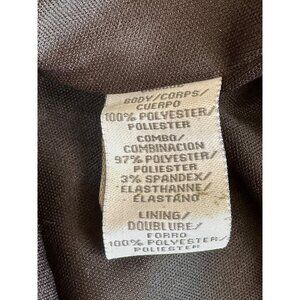 BODY/CORPS/
CUERPO
100% POLYESTER/
POLIESTER
COMBO/
COMBINACION
97% POLYESTER/
POLIESTER
3% SPANDEX/
ELASTHANNE/
ELASTANO
LINING/
DOUBLURE/
FORRO
100% POLYESTER/
POLIESTER